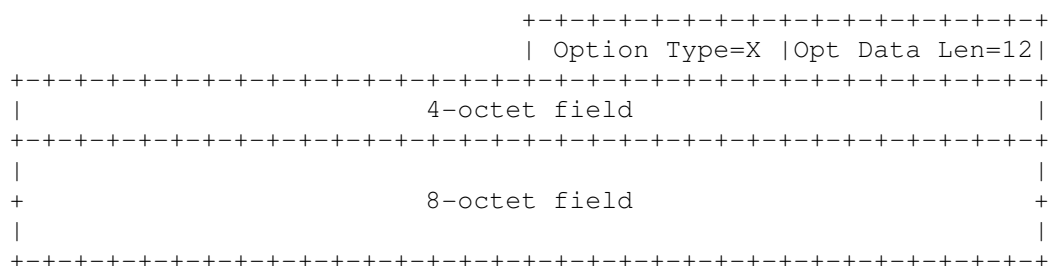 +-+-+-+-+-+-+-+-+-+-+-+-+-+-+-+-+
| Option Type=X |Opt Data Len=12|
+-+-+-+-+-+-+-+-+-+-+-+-+-+-+-+-+-+-+-+-+-+-+-+-+-+-+-+-+-+-+-+-+
|                         4-octet field                         |
+-+-+-+-+-+-+-+-+-+-+-+-+-+-+-+-+-+-+-+-+-+-+-+-+-+-+-+-+-+-+-+-+
|                                                               |
+                         8-octet field                         +
|                                                               |
+-+-+-+-+-+-+-+-+-+-+-+-+-+-+-+-+-+-+-+-+-+-+-+-+-+-+-+-+-+-+-+-+